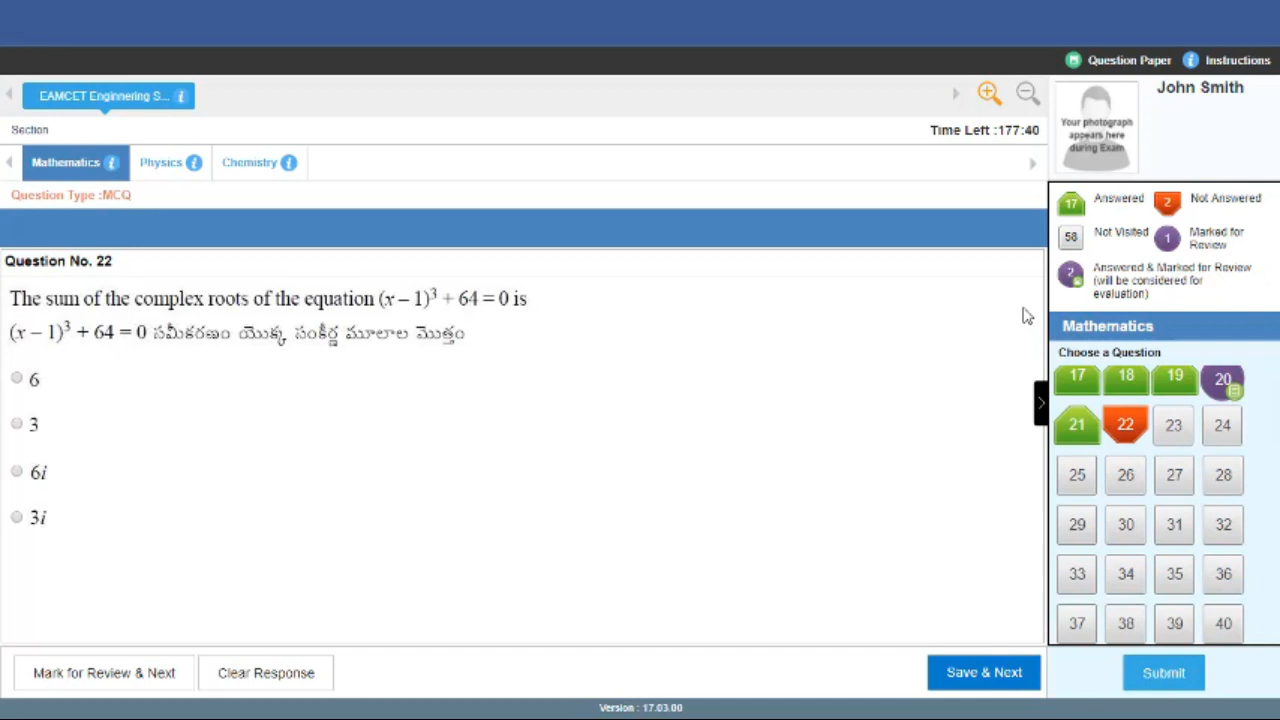 Question Paper
Instructions
EAMCET Enginnering S...
John Smith
Your photograph
appears here
during Exam
Section
Time Left :177:40
Mathematics
Physics
Chemistry
Question Type :MCQ
17 Answered
2 Not Answered
58 Not Visited
1 Marked for
Review
2 Answered & Marked for Review
(will be considered for
evaluation)
Question No. 22
The sum of the complex roots of the equation (x – 1)³ + 64 = 0 is
(x – 1)³ + 64 = 0 సమీకరణం యొక్క సంకీర్ణ మూలాల మొత్తం
6
3
6i
3i
Mathematics
Choose a Question
17 18 19 20
21 22 23 24
25 26 27 28
29 30 31 32
33 34 35 36
37 38 39 40
Mark for Review & Next
Clear Response
Save & Next
Submit
Version : 17.03.00